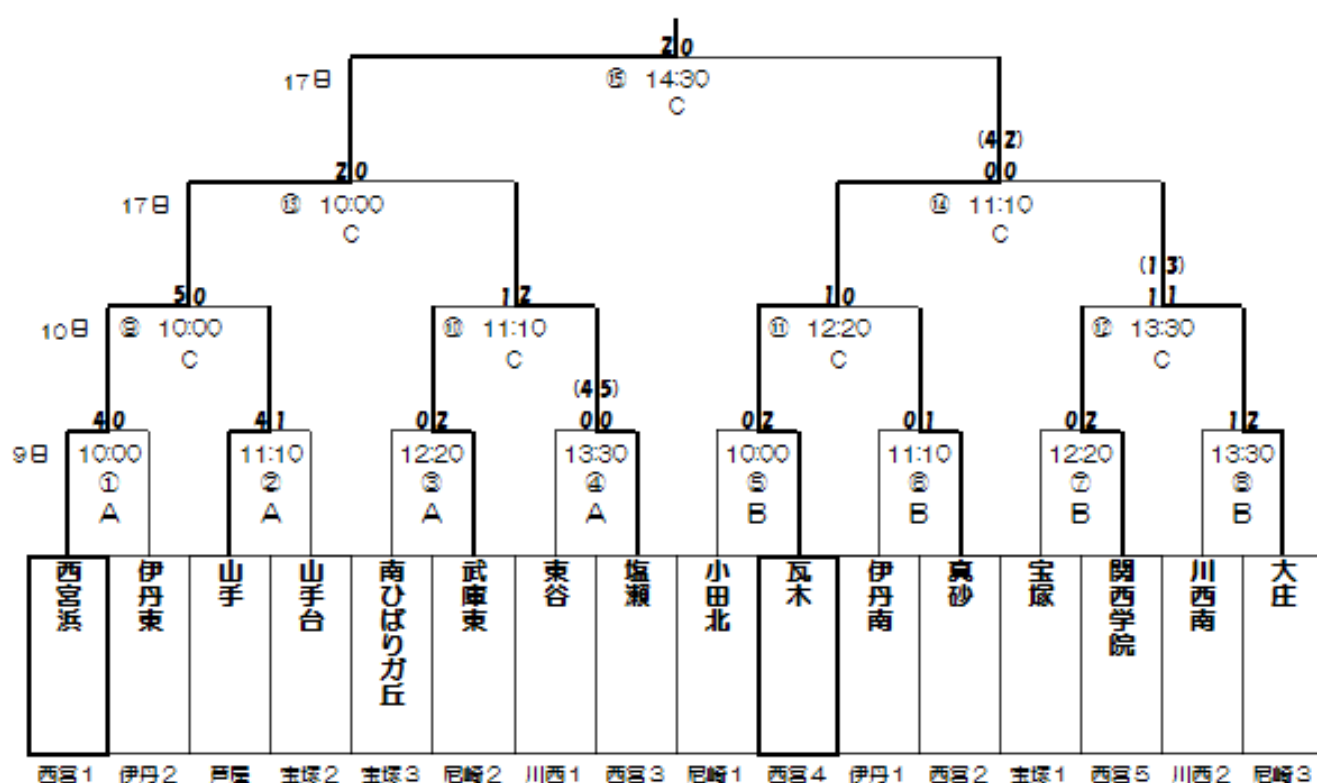 2 0
17日 ⑮ 14:30
C
(4 2)
2 0 0 0
17日 ⑬ 10:00 ⑭ 11:10
C C
(1 3)
5 0 1 2 1 0 1 1
10日 ⑨ 10:00 ⑩ 11:10 ⑪ 12:20 ⑫ 13:30
C C C C
(4 5)
4 0 4 1 0 2 0 0 0 2 0 1 0 2 1 2
9日 10:00 11:10 12:20 13:30 10:00 11:10 12:20 13:30
① ② ③ ④ ⑤ ⑥ ⑦ ⑧
A A A A B B B B
西宮浜
伊丹東
山手
山手台
南ひばりガ丘
武庫東
東谷
塩瀬
小田北
瓦木
伊丹南
真砂
宝塚
関西学院
川西南
大庄
西宮1 伊丹2 芦屋 宝塚2 宝塚3 尼崎2 川西1 西宮3 尼崎1 西宮4 伊丹1 西宮2 宝塚1 西宮5 川西2 尼崎3